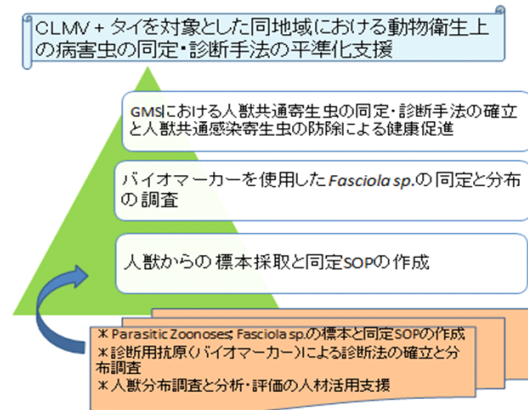 CLMV + タイを対象とした同地域における動物衛生上
の病害虫の同定・診断手法の平準化支援
GMSにおける人獣共通寄生虫の同定・診断手法の確立
と人獣共通感染寄生虫の防除による健康促進
バイオマーカーを使用したFasciola sp.の同定と分布
の調査
人獣からの標本採取と同定SOPの作成
＊Parasitic Zoonoses; Fasciola sp.の標本と同定SOPの作成
＊診断用抗原(バイオマーカー)による診断法の確立と分
布調査
＊人獣分布調査と分析・評価の人材活用支援